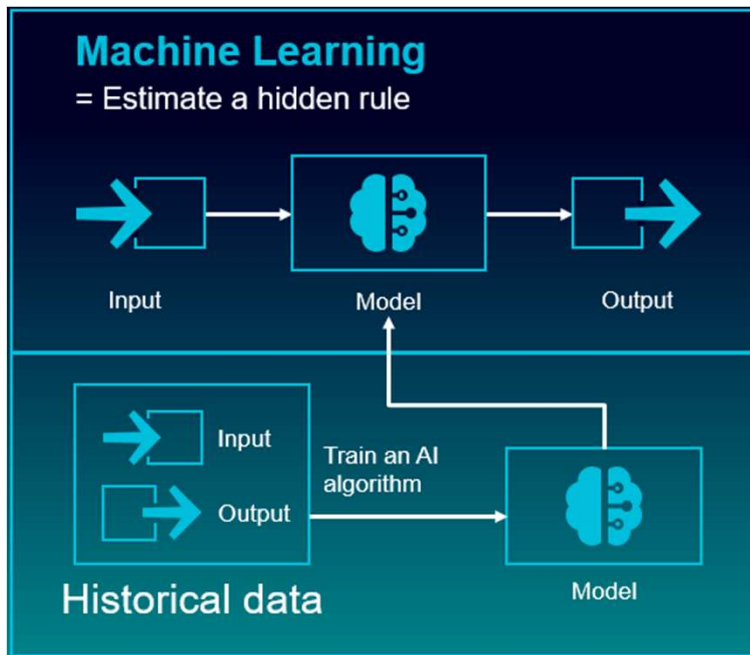 Machine Learning
= Estimate a hidden rule
Input
Model
Output
Input
Output
Train an AI
algorithm
Model
Historical data